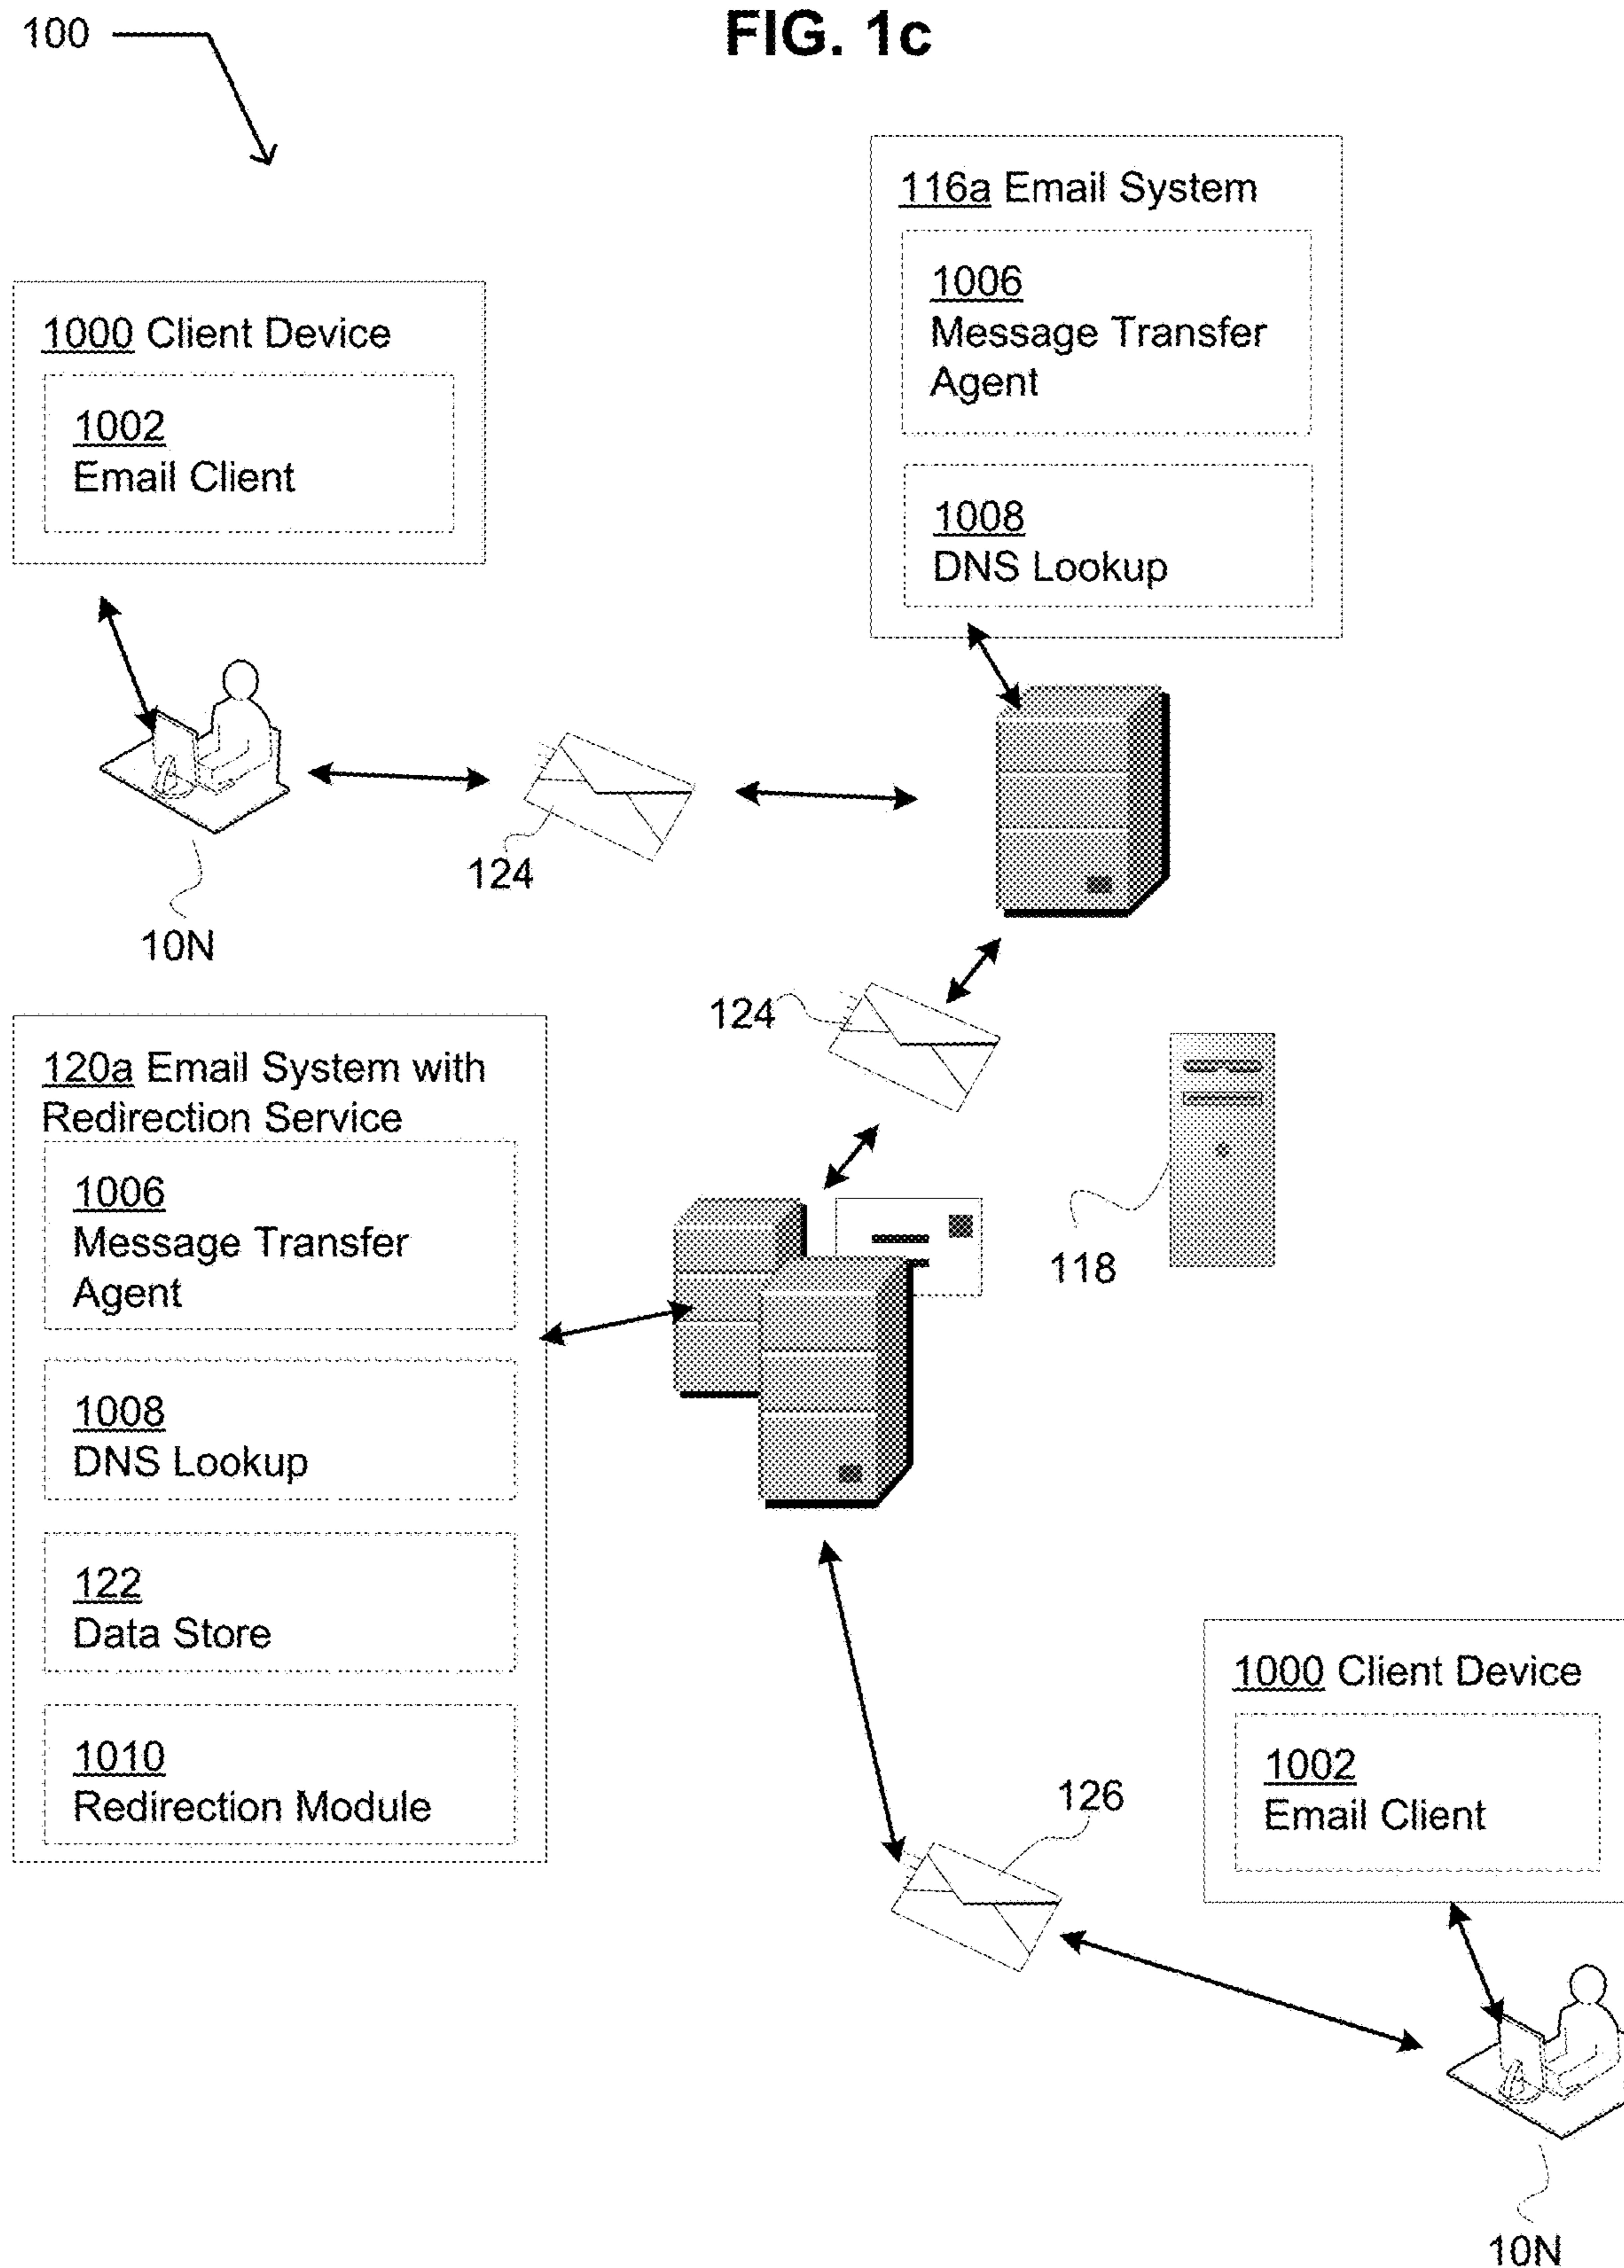 FIG. 1c
100
116a Email System
1006
Message Transfer
Agent
1008
DNS Lookup
1000 Client Device
1002
Email Client
124
10N
124
118
120a Email System with
Redirection Service
1006
Message Transfer
Agent
1008
DNS Lookup
122
Data Store
1010
Redirection Module
1000 Client Device
1002
Email Client
126
10N